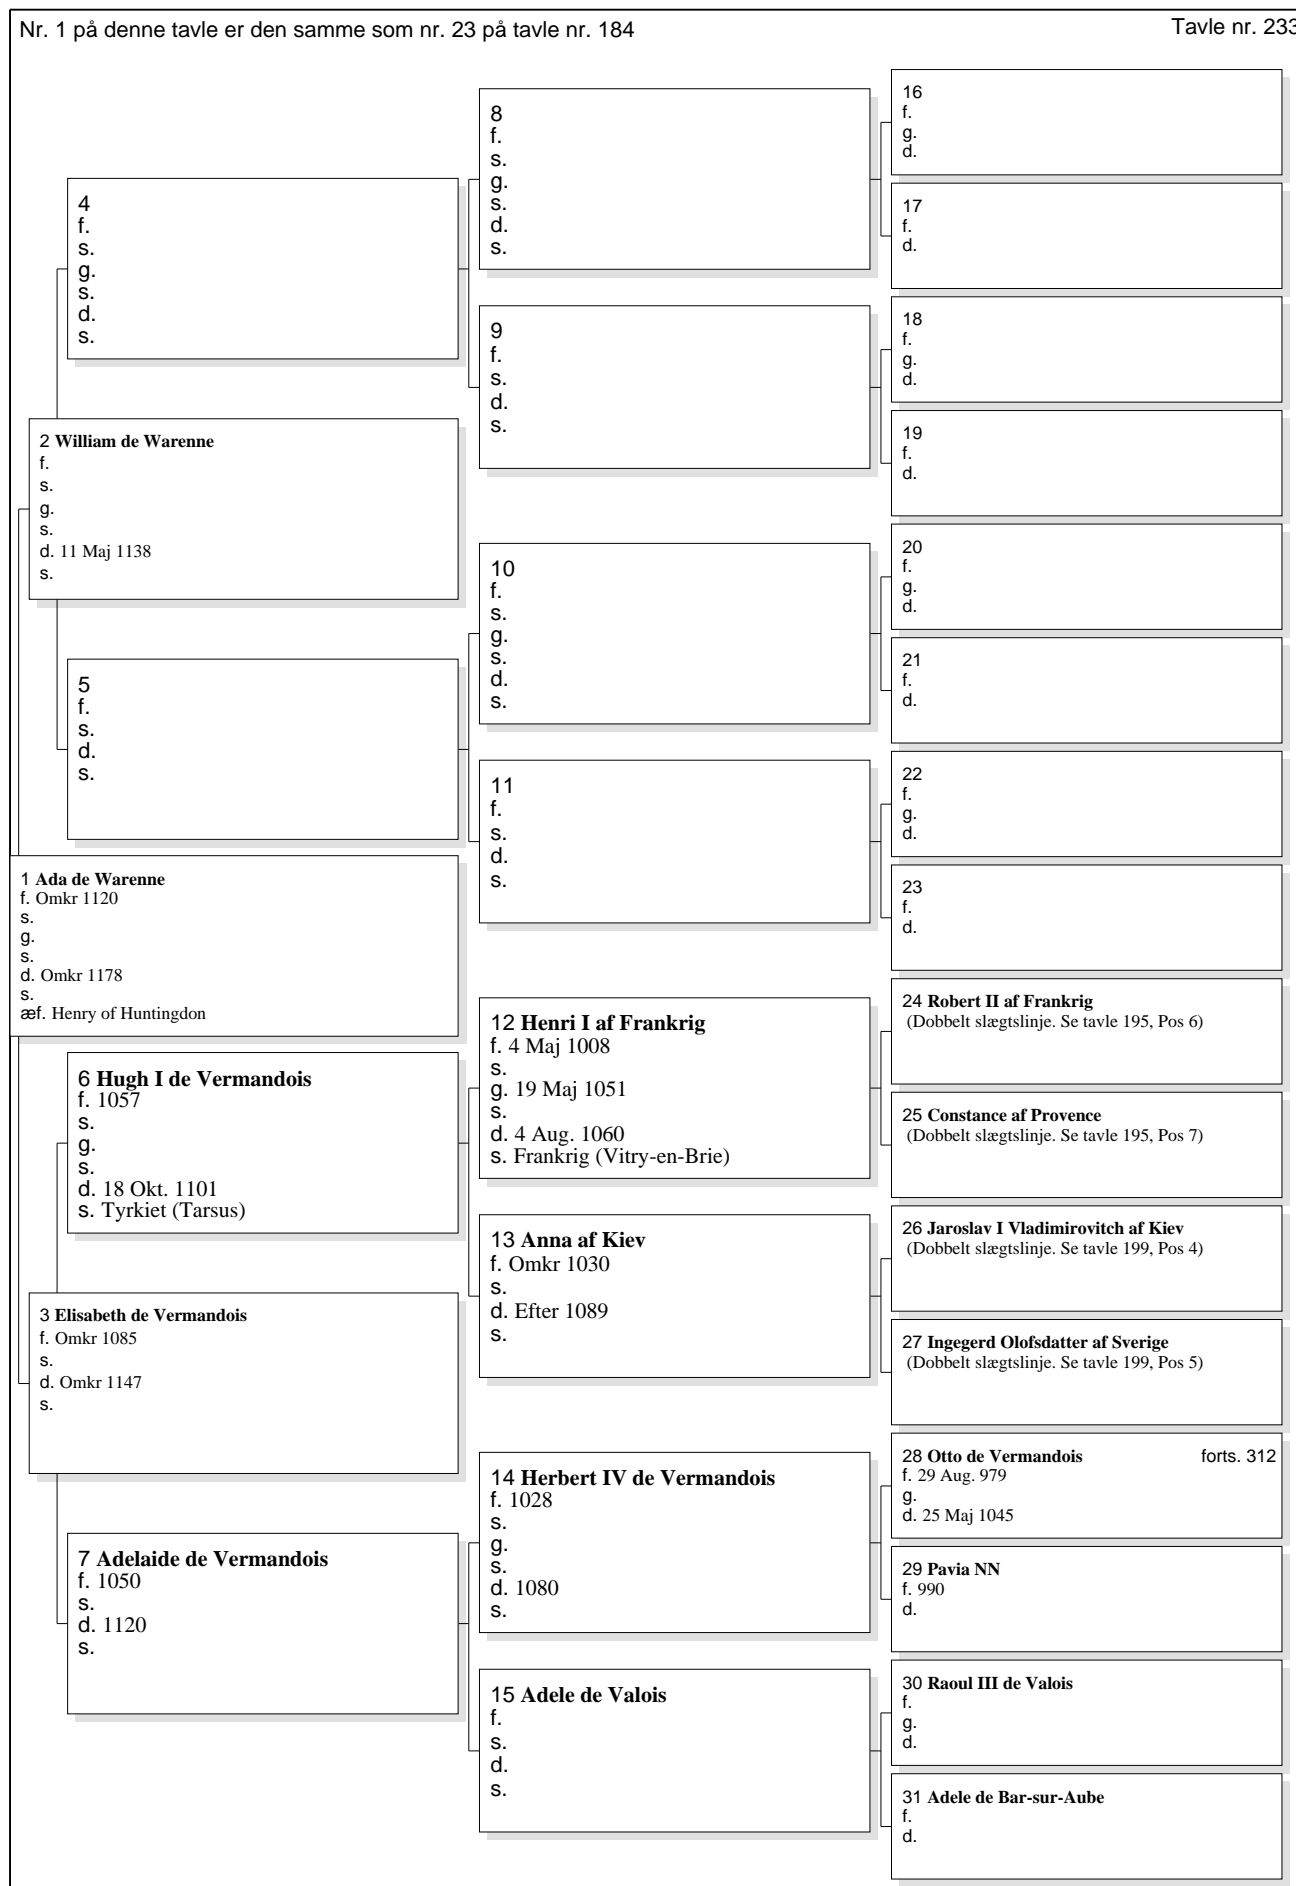 Nr. 1 på denne tavle er den samme som nr. 23 på tavle nr. 184
Tavle nr. 233
4
f.
s.
g.
s.
d.
s.
2 William de Warenne
f.
s.
g.
s.
d. 11 Maj 1138
s.
5
f.
s.
d.
s.
1 Ada de Warenne
f. Omkr 1120
s.
g.
s.
d. Omkr 1178
s.
æf. Henry of Huntingdon
6 Hugh I de Vermandois
f. 1057
s.
g.
s.
d. 18 Okt. 1101
s. Tyrkiet (Tarsus)
3 Elisabeth de Vermandois
f. Omkr 1085
s.
d. Omkr 1147
s.
7 Adelaide de Vermandois
f. 1050
s.
d. 1120
s.
8
f.
s.
g.
s.
d.
s.
9
f.
s.
d.
s.
10
f.
s.
g.
s.
d.
s.
11
f.
s.
d.
s.
12 Henri I af Frankrig
f. 4 Maj 1008
s.
g. 19 Maj 1051
s.
d. 4 Aug. 1060
s. Frankrig (Vitry-en-Brie)
13 Anna af Kiev
f. Omkr 1030
s.
d. Efter 1089
s.
14 Herbert IV de Vermandois
f. 1028
s.
g.
s.
d. 1080
s.
15 Adele de Valois
f.
s.
d.
s.
16
f.
g.
d.
17
f.
d.
18
f.
g.
d.
19
f.
d.
20
f.
g.
d.
21
f.
d.
22
f.
g.
d.
23
f.
d.
24 Robert II af Frankrig
(Dobbelt slægtslinje. Se tavle 195, Pos 6)
25 Constance af Provence
(Dobbelt slægtslinje. Se tavle 195, Pos 7)
26 Jaroslav I Vladimirovitch af Kiev
(Dobbelt slægtslinje. Se tavle 199, Pos 4)
27 Ingegerd Olofsdatter af Sverige
(Dobbelt slægtslinje. Se tavle 199, Pos 5)
28 Otto de Vermandois forts. 312
f. 29 Aug. 979
g.
d. 25 Maj 1045
29 Pavia NN
f. 990
d.
30 Raoul III de Valois
f.
g.
d.
31 Adele de Bar-sur-Aube
f.
d.